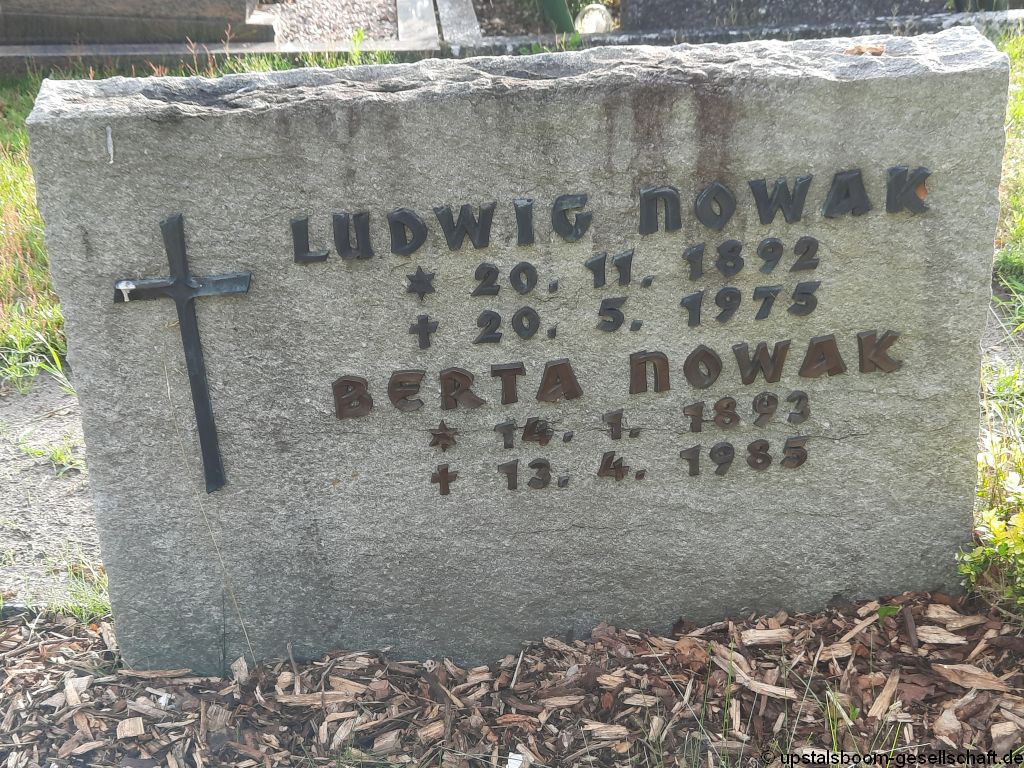 LUDWIG NOWAK
* 20. 11. 1892
† 20. 5. 1975
BERTA NOWAK
* 14. 1. 1893
† 13. 4. 1985
© upstalsboom-gesellschaft.de